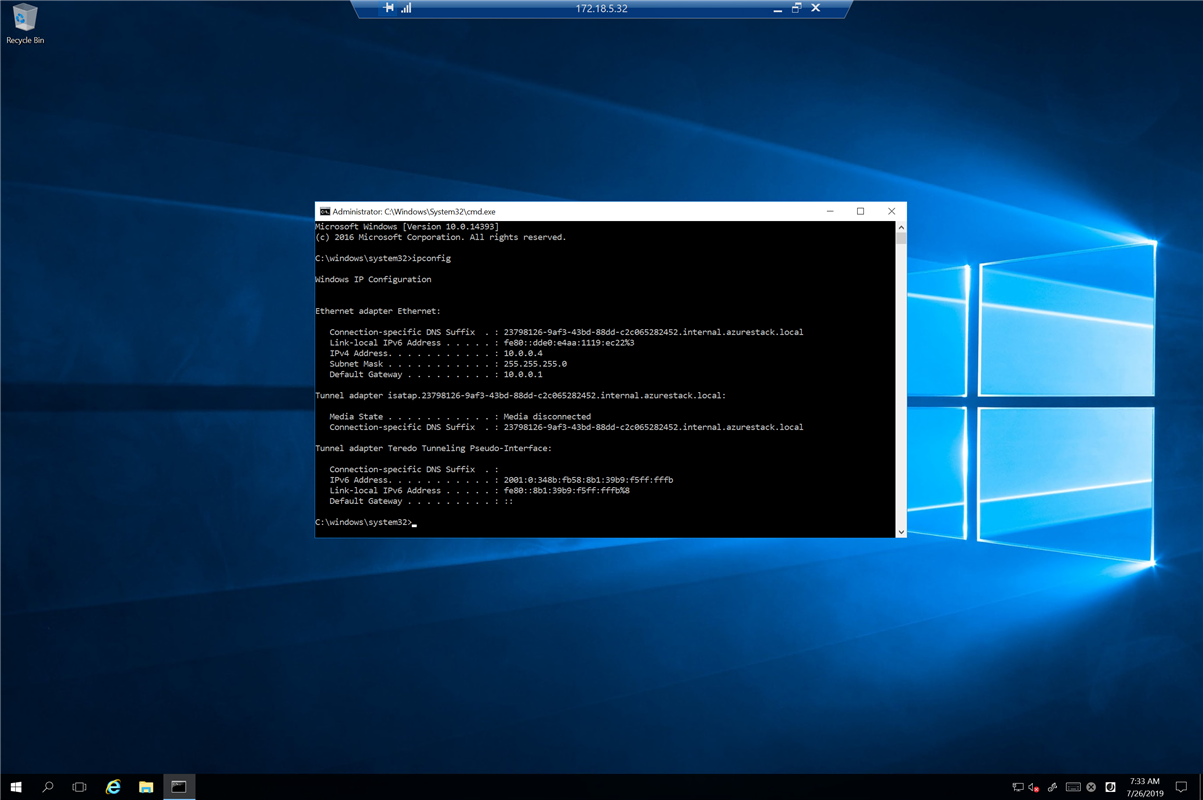 172.18.5.32
Recycle Bin
Administrator: C:\Windows\System32\cmd.exe
Microsoft Windows [Version 10.0.14393]
(c) 2016 Microsoft Corporation. All rights reserved.
C:\windows\system32>ipconfig
Windows IP Configuration
Ethernet adapter Ethernet:
Connection-specific DNS Suffix . : 23798126-9af3-43bd-88dd-c2c065282452.internal.azurestack.local
Link-local IPv6 Address . . . . . : fe80::dde0:e4aa:1119:ec22%3
IPv4 Address. . . . . . . . . . . : 10.0.0.4
Subnet Mask . . . . . . . . . . . : 255.255.255.0
Default Gateway . . . . . . . . . : 10.0.0.1
Tunnel adapter isatap.23798126-9af3-43bd-88dd-c2c065282452.internal.azurestack.local:
Media State . . . . . . . . . . . : Media disconnected
Connection-specific DNS Suffix . : 23798126-9af3-43bd-88dd-c2c065282452.internal.azurestack.local
Tunnel adapter Teredo Tunneling Pseudo-Interface:
Connection-specific DNS Suffix . :
IPv6 Address. . . . . . . . . . . : 2001:0:348b:fb58:8b1:39b9:f5ff:fffb
Link-local IPv6 Address . . . . . : fe80::8b1:39b9:f5ff:fffb%8
Default Gateway . . . . . . . . . : ::
C:\windows\system32>
7:33 AM
7/26/2019